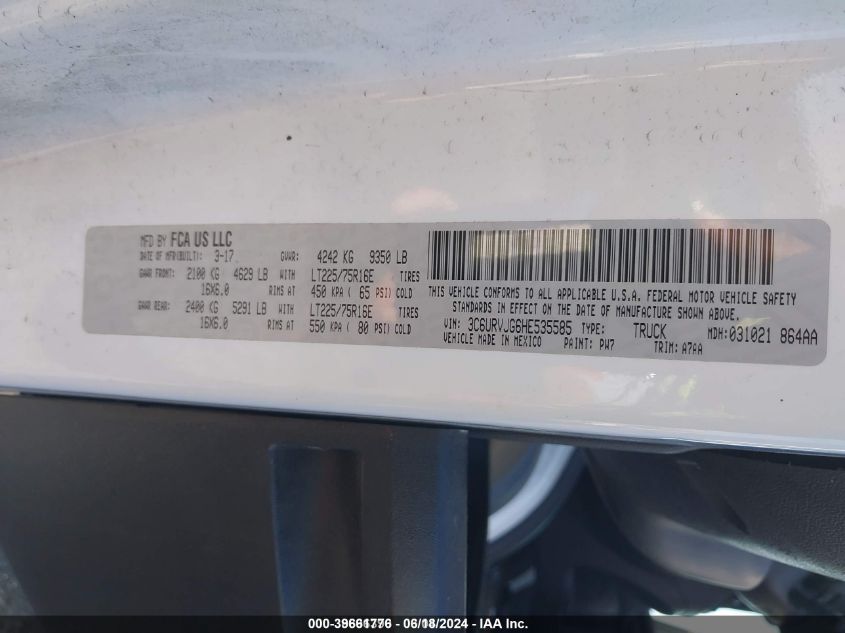 MFD BY FCA US LLC
DATE OF MFR(BUILT): 3-17 GVWR: 4242 KG 9350 LB
GAWR FRONT: 2100 KG 4629 LB WITH LT225/75R16E TIRES
16X6.0 RIMS AT 450 KPA ( 65 PSI) COLD
GAWR REAR: 2400 KG 5291 LB WITH LT225/75R16E TIRES
16X6.0 RIMS AT 550 KPA ( 80 PSI) COLD
THIS VEHICLE CONFORMS TO ALL APPLICABLE U.S.A. FEDERAL MOTOR VEHICLE SAFETY
STANDARDS IN EFFECT ON THE DATE OF MANUFACTURE SHOWN ABOVE.
VIN: 3C6URVJG6HE535585 TYPE: TRUCK MDH:031021 864AA
VEHICLE MADE IN MEXICO PAINT: PW7 TRIM: A7AA
000-39661776 - 06/18/2024 - IAA Inc.